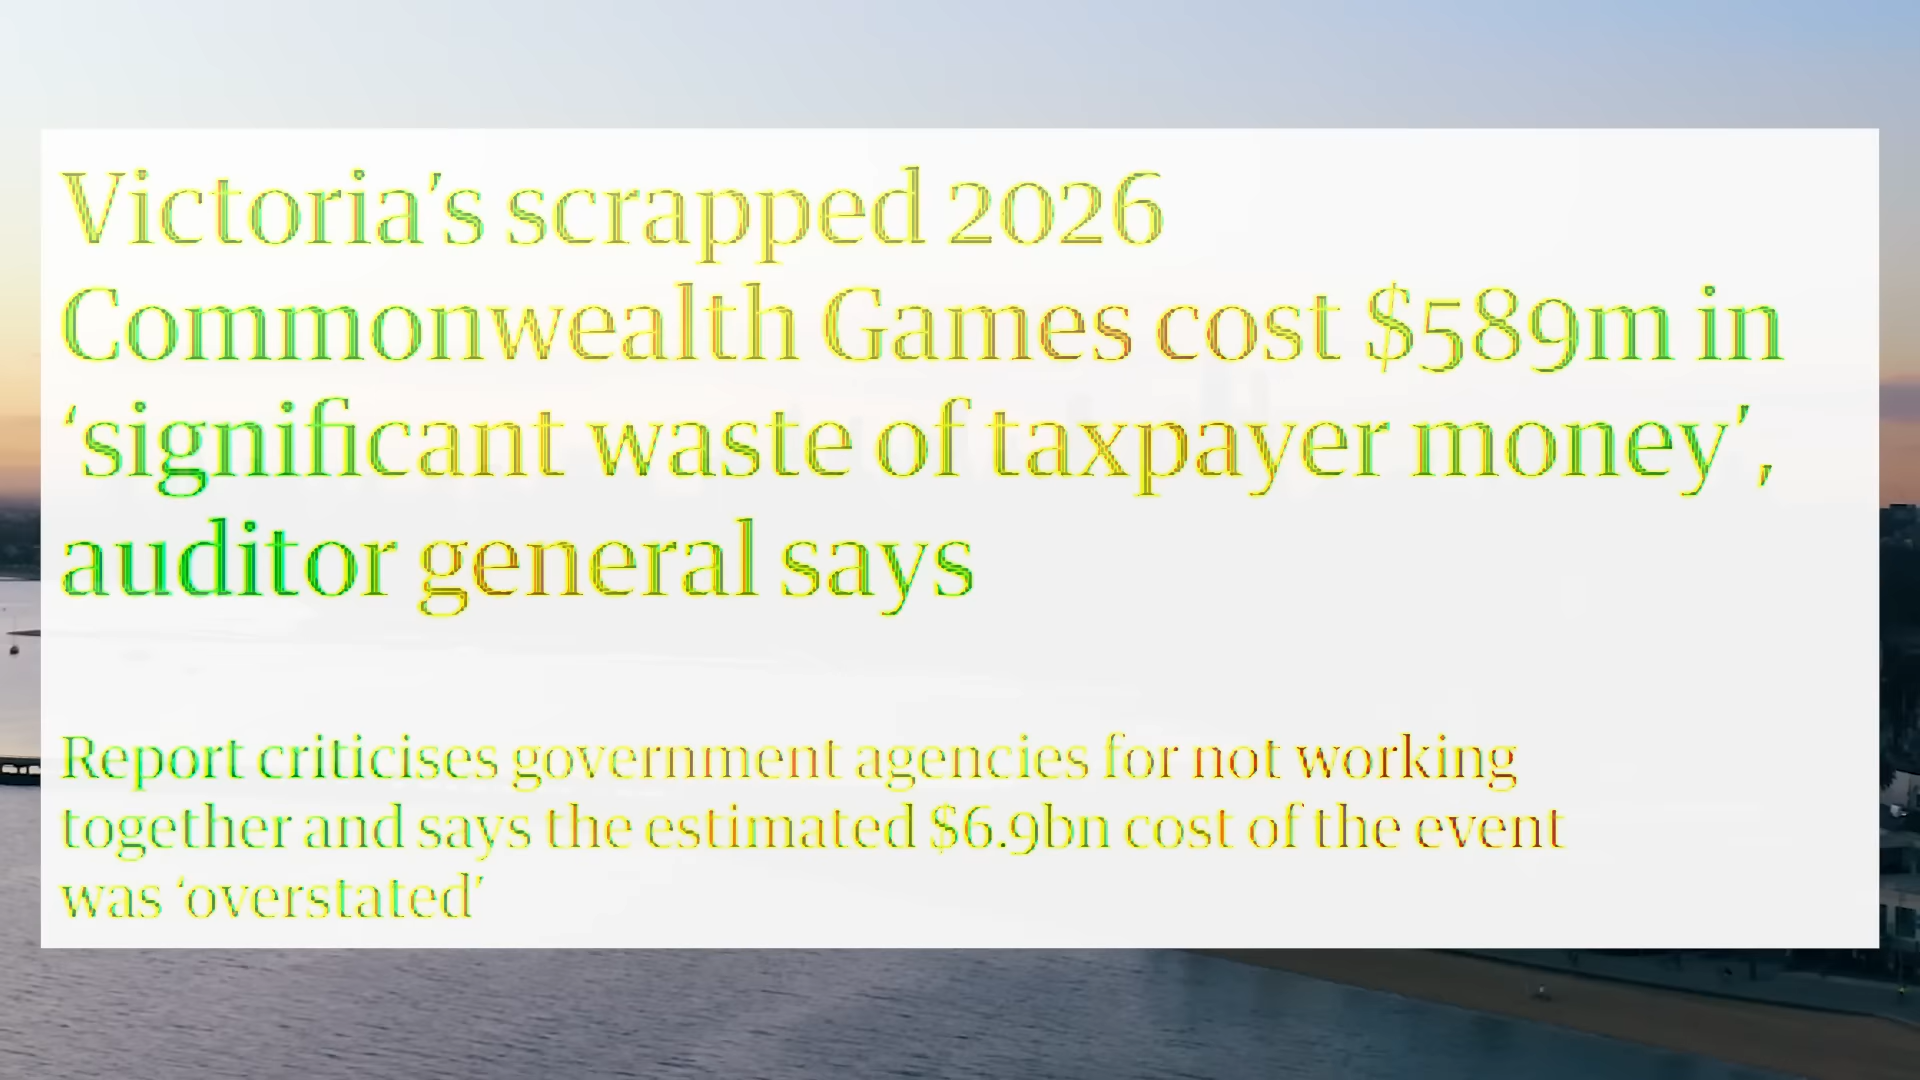 Victoria's scrapped 2026
Commonwealth Games cost $589m in
‘significant waste of taxpayer money’,
auditor general says
Report criticises government agencies for not working
together and says the estimated $6.9bn cost of the event
was ‘overstated’